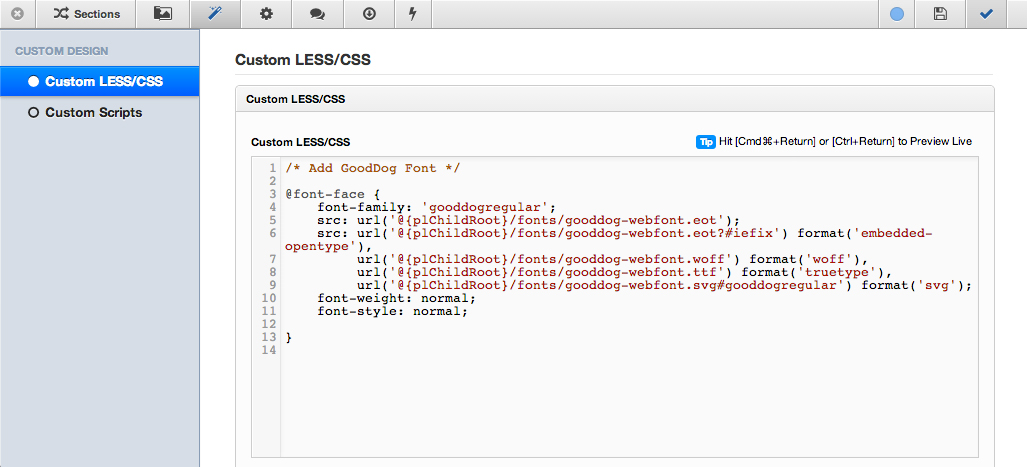 Sections
CUSTOM DESIGN
Custom LESS/CSS
Custom Scripts
Custom LESS/CSS
Custom LESS/CSS
Custom LESS/CSS
Tip Hit [Cmd⌘+Return] or [Ctrl+Return] to Preview Live
1 /* Add GoodDog Font */
2
3 @font-face {
4 font-family: 'gooddogregular';
5 src: url('@{plChildRoot}/fonts/gooddog-webfont.eot');
6 src: url('@{plChildRoot}/fonts/gooddog-webfont.eot?#iefix') format('embedded-
opentype'),
7 url('@{plChildRoot}/fonts/gooddog-webfont.woff') format('woff'),
8 url('@{plChildRoot}/fonts/gooddog-webfont.ttf') format('truetype'),
9 url('@{plChildRoot}/fonts/gooddog-webfont.svg#gooddogregular') format('svg');
10 font-weight: normal;
11 font-style: normal;
12
13 }
14